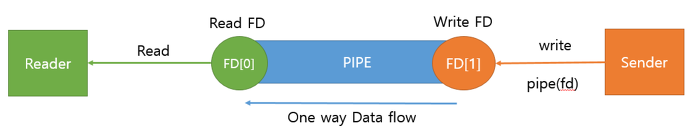 Read FD
Write FD
Reader
Read
FD[0]
PIPE
FD[1]
write
pipe(fd)
Sender
One way Data flow